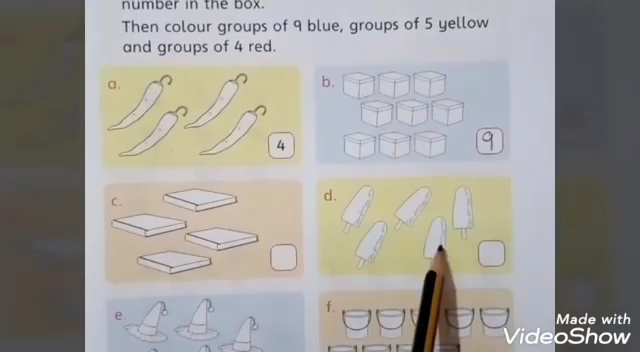 number in the box.
Then colour groups of 9 blue, groups of 5 yellow
and groups of 4 red.
a.
4
b.
9
c.
d.
e.
f.
Made with
VideoShow